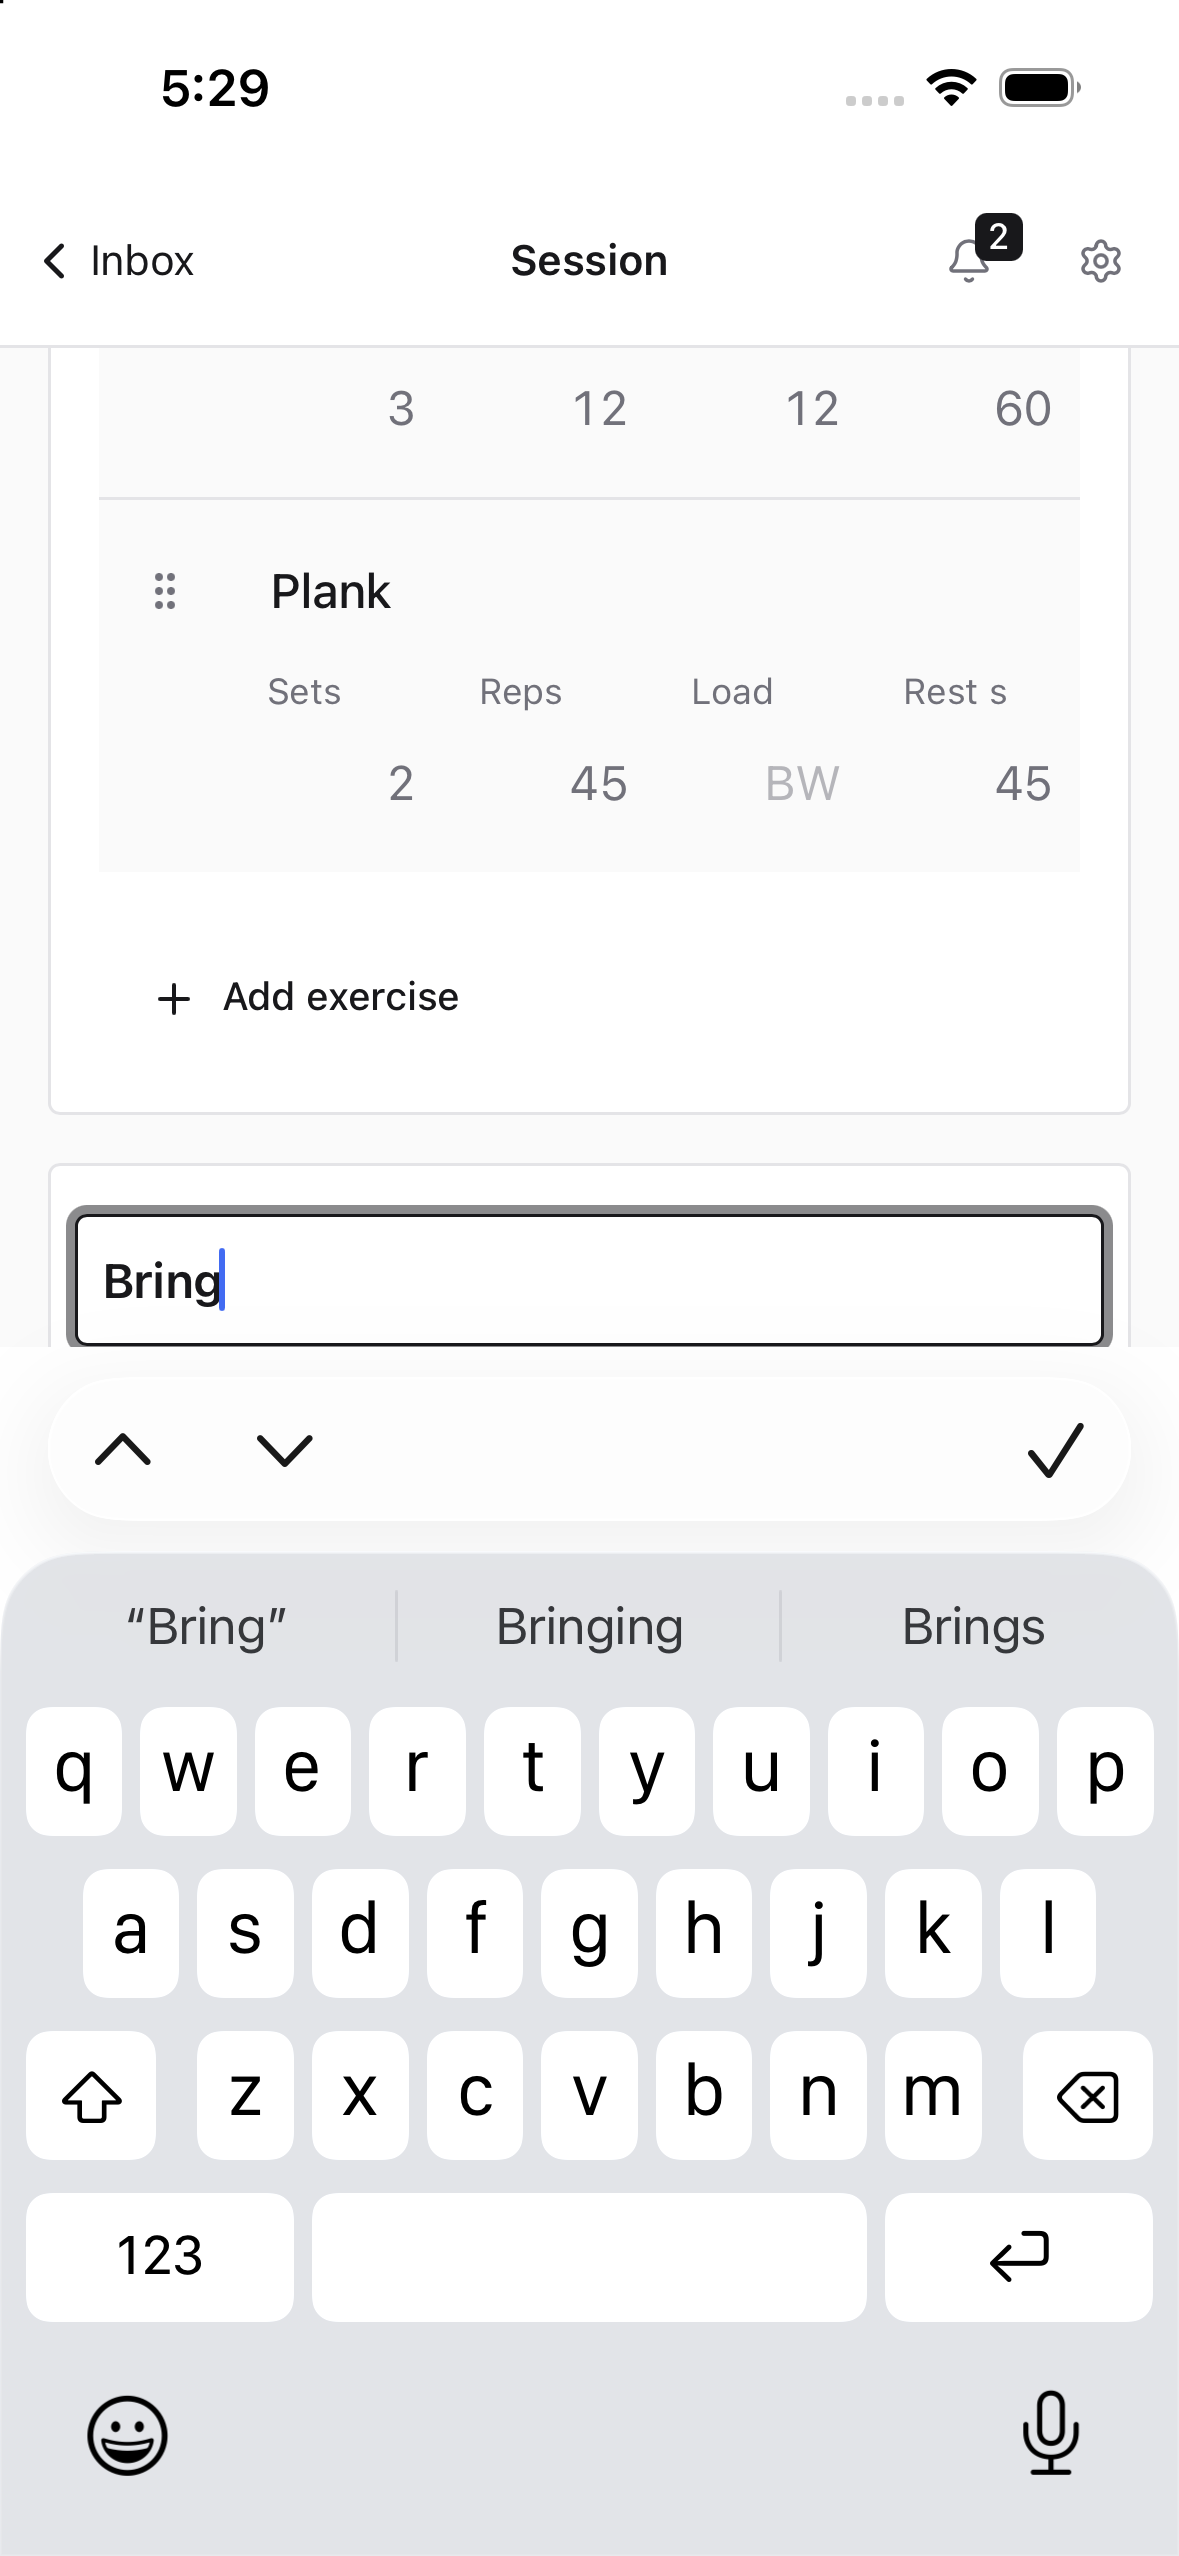 5:29
Inbox
Session
2
3 12 12 60
Plank
Sets Reps Load Rest s
2 45 BW 45
Add exercise
Bring
“Bring” Bringing Brings
q w e r t y u i o p
a s d f g h j k l
z x c v b n m
123